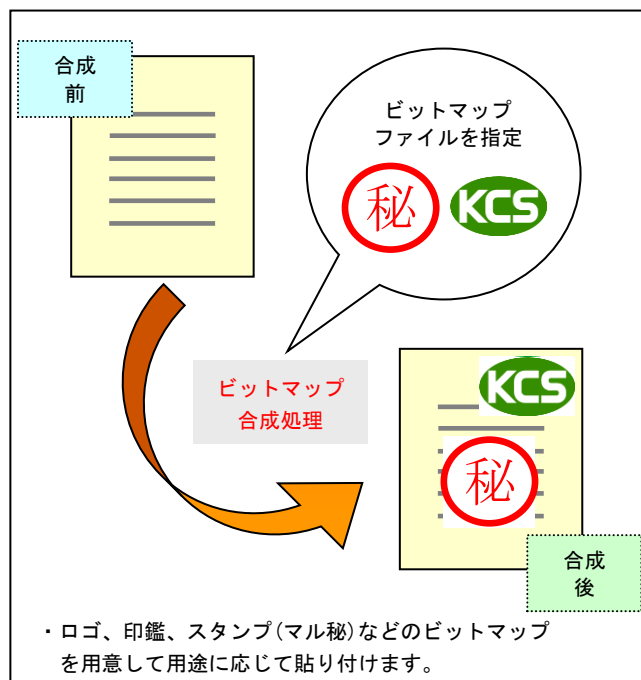 合成
前
ビットマップ
ファイルを指定
秘
KCS
ビットマップ
合成処理
KCS
秘
合成
後
・ロゴ、印鑑、スタンプ(マル秘)などのビットマップ
を用意して用途に応じて貼り付けます。